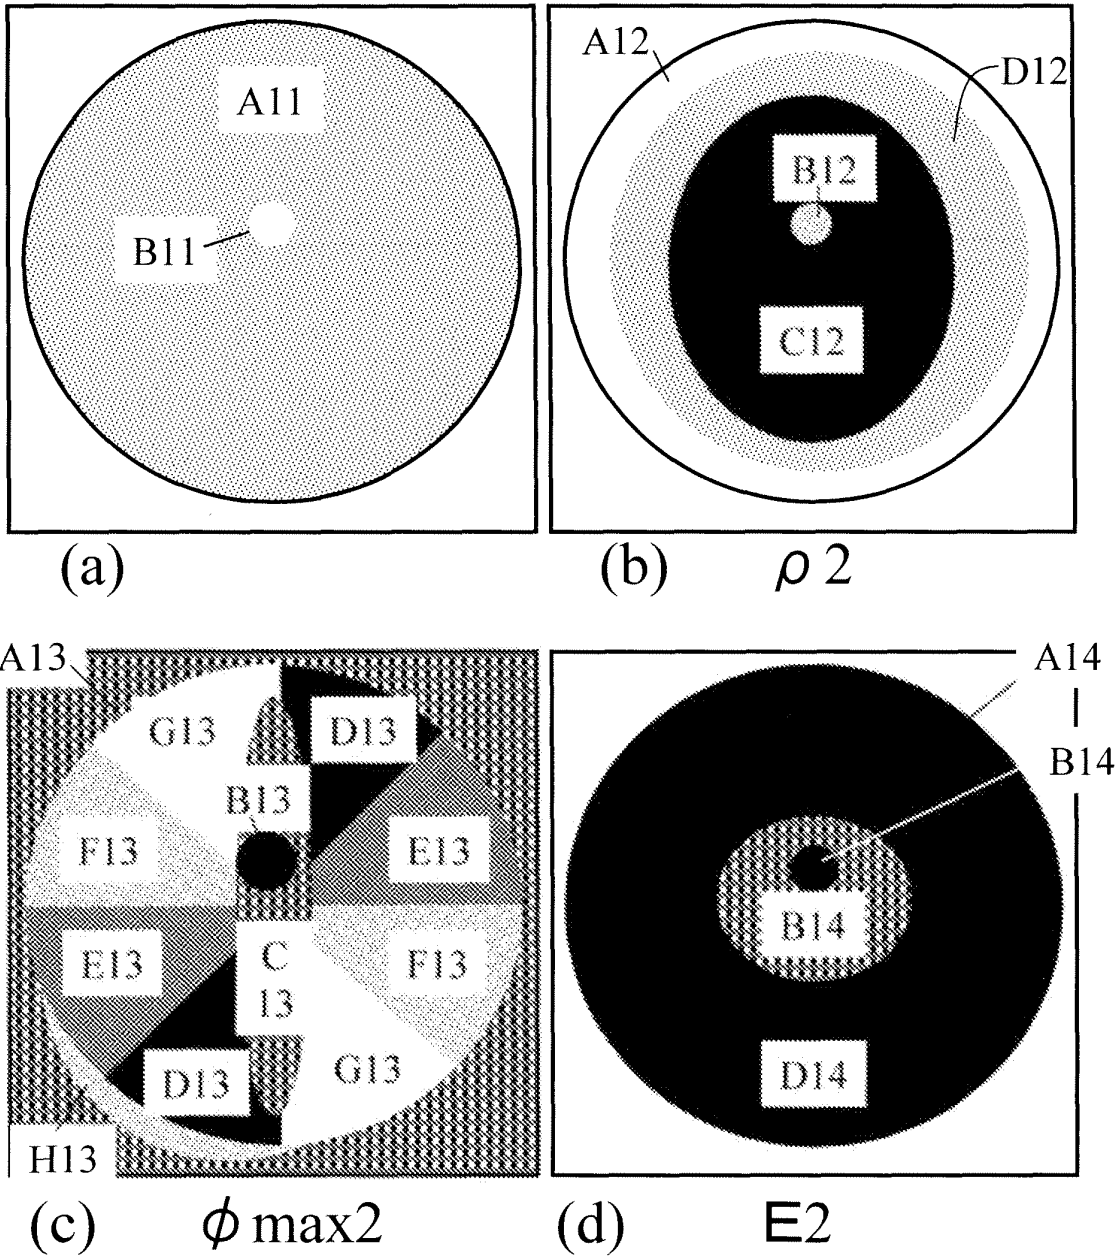 A11
B11
A12
D12
B12
C12
(a)
(b) ρ2
A13
G13
D13
B13
F13
E13
E13
C
13
F13
D13
G13
H13
A14
B14
B14
D14
(c) ϕmax2
(d) E2